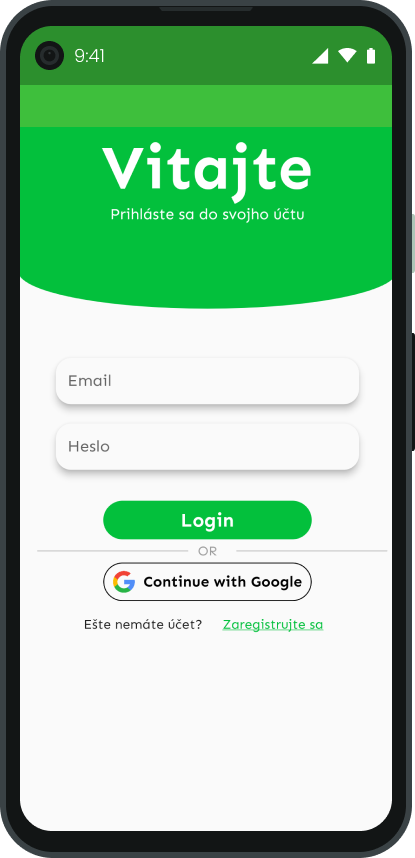 9:41
Vitajte
Prihláste sa do svojho účtu
Email
Heslo
Login
OR
Continue with Google
Ešte nemáte účet? Zaregistrujte sa